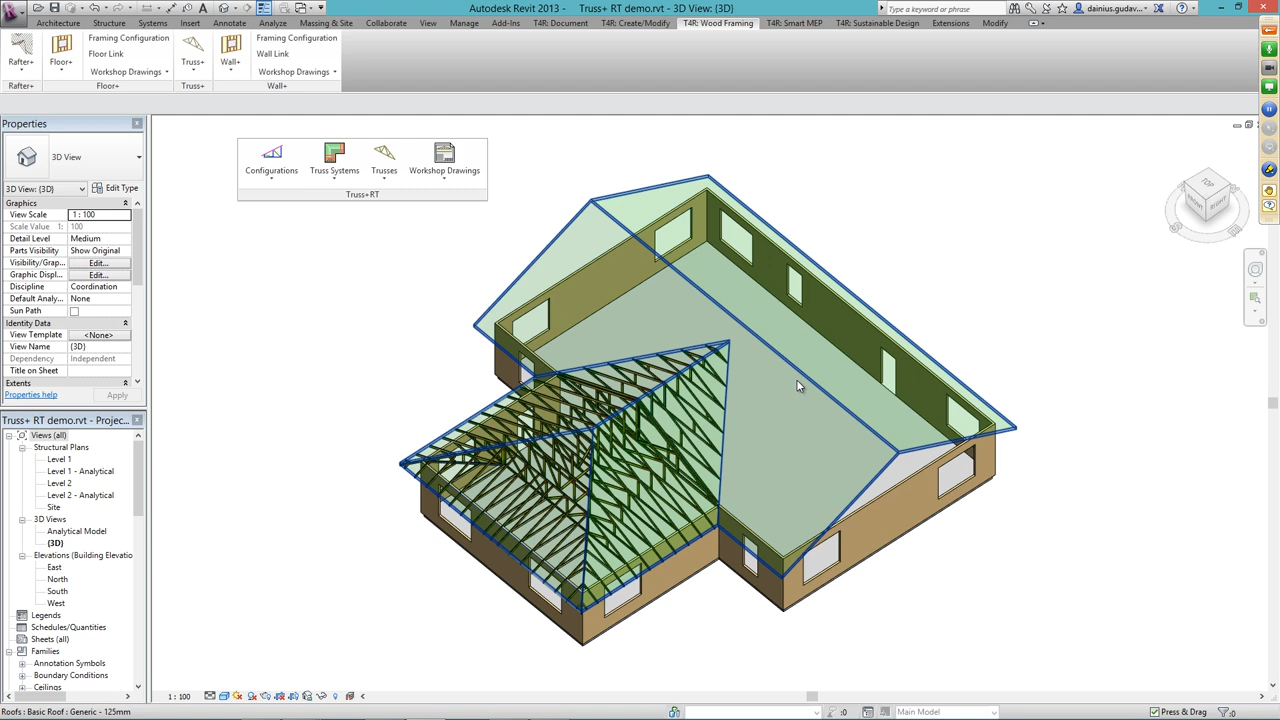 Autodesk Revit 2013 - Truss+ RT demo.rvt - 3D View: {3D}
Type a keyword or phrase
dainius.gudav...
Architecture Structure Systems Insert Annotate Analyze Massing & Site Collaborate View Manage Add-Ins T4R: Document T4R: Create/Modify T4R: Wood Framing T4R: Smart MEP T4R: Sustainable Design Extensions Modify
Rafter+
Floor+
Framing Configuration
Floor Link
Workshop Drawings
Truss+
Wall+
Framing Configuration
Wall Link
Workshop Drawings
Rafter+ Floor+ Truss+ Wall+
Properties
3D View
3D View: {3D} Edit Type
Graphics
View Scale 1 : 100
Scale Value 1: 100
Detail Level Medium
Parts Visibility Show Original
Visibility/Grap... Edit...
Graphic Displ... Edit...
Discipline Coordination
Default Analy... None
Sun Path
Identity Data
View Template <None>
View Name {3D}
Dependency Independent
Title on Sheet
Extents
Properties help Apply
Truss+ RT demo.rvt - Projec...
Views (all)
Structural Plans
Level 1
Level 1 - Analytical
Level 2
Level 2 - Analytical
Site
3D Views
Analytical Model
{3D}
Elevations (Building Elevatio
East
North
South
West
Legends
Schedules/Quantities
Sheets (all)
Families
Annotation Symbols
Boundary Conditions
Ceilings
Configurations Truss Systems Trusses Workshop Drawings
Truss+RT
TOP
RIGHT
1 : 100
Roofs : Basic Roof : Generic - 125mm
:0
Main Model
Press & Drag
:0